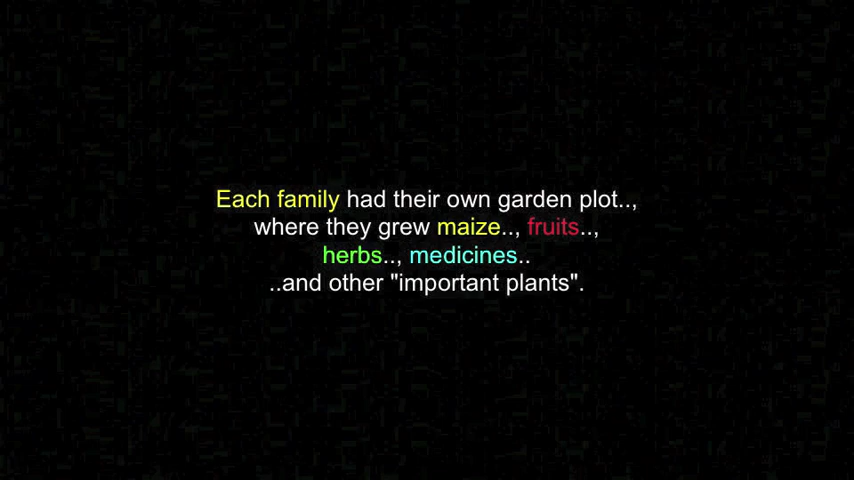 Each family had their own garden plot..,
where they grew maize.., fruits..,
herbs.., medicines..
..and other "important plants".